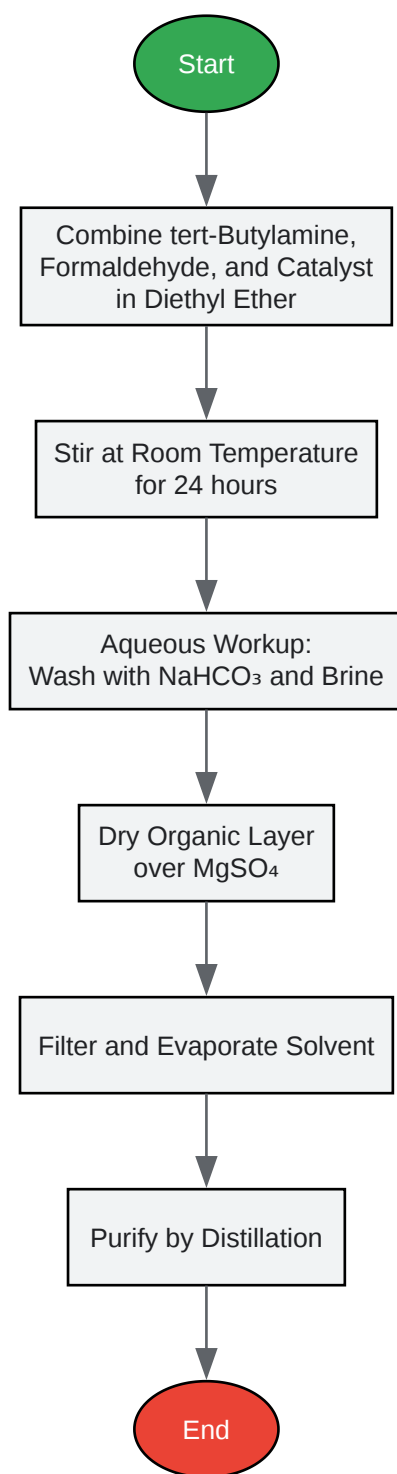 Start
Combine tert-Butylamine,
Formaldehyde, and Catalyst
in Diethyl Ether
Stir at Room Temperature
for 24 hours
Aqueous Workup:
Wash with NaHCO₃ and Brine
Dry Organic Layer
over MgSO₄
Filter and Evaporate Solvent
Purify by Distillation
End